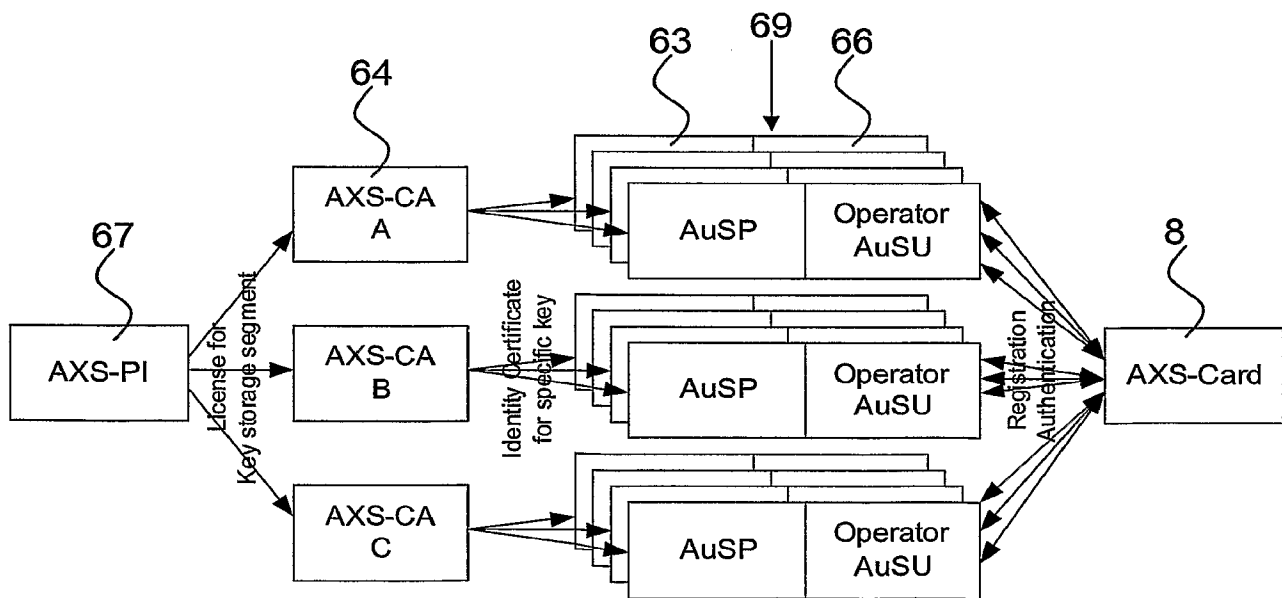 69
63
66
64
AXS-CA
A
AuSP
Operator
AuSU
67
8
AXS-PI
License for
Key storage segment
AXS-CA
B
Identity Certificate
for specific key
AuSP
Operator
AuSU
Registration
Authentication
AXS-Card
AXS-CA
C
AuSP
Operator
AuSU